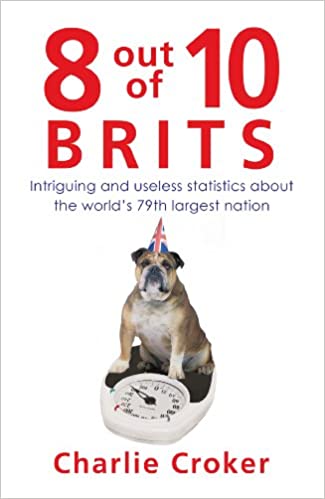 8 out of 10
BRITS
Intriguing and useless statistics about
the world's 79th largest nation
Charlie Croker